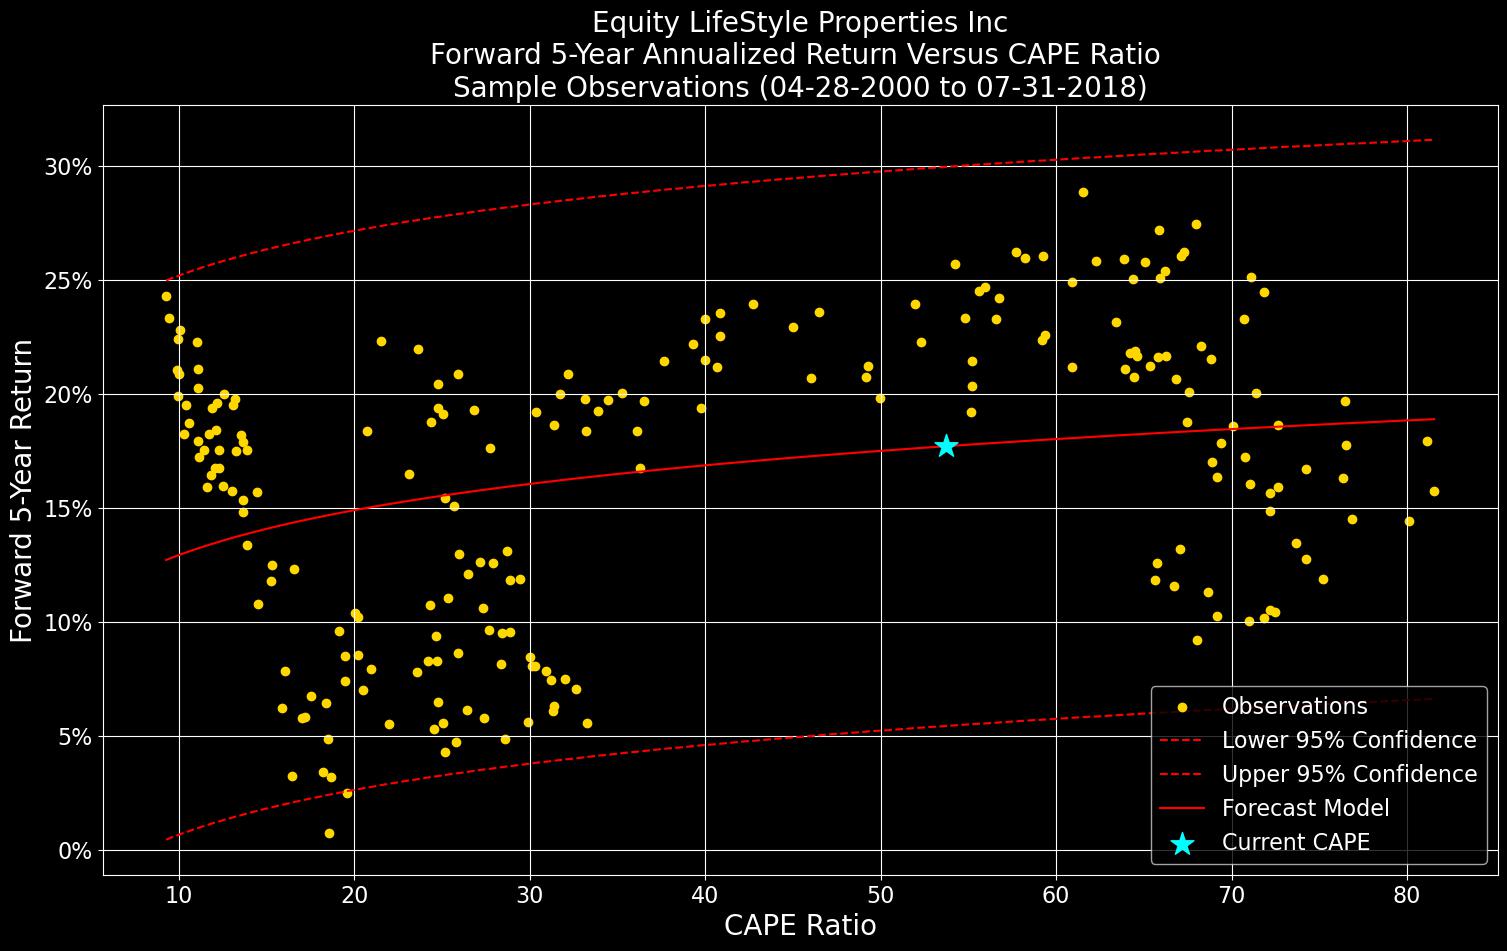 Equity LifeStyle Properties Inc
Forward 5-Year Annualized Return Versus CAPE Ratio
Sample Observations (04-28-2000 to 07-31-2018)
Forward 5-Year Return
30%
25%
20%
15%
10%
5%
0%
10 20 30 40 50 60 70 80
CAPE Ratio
Observations
Lower 95% Confidence
Upper 95% Confidence
Forecast Model
Current CAPE